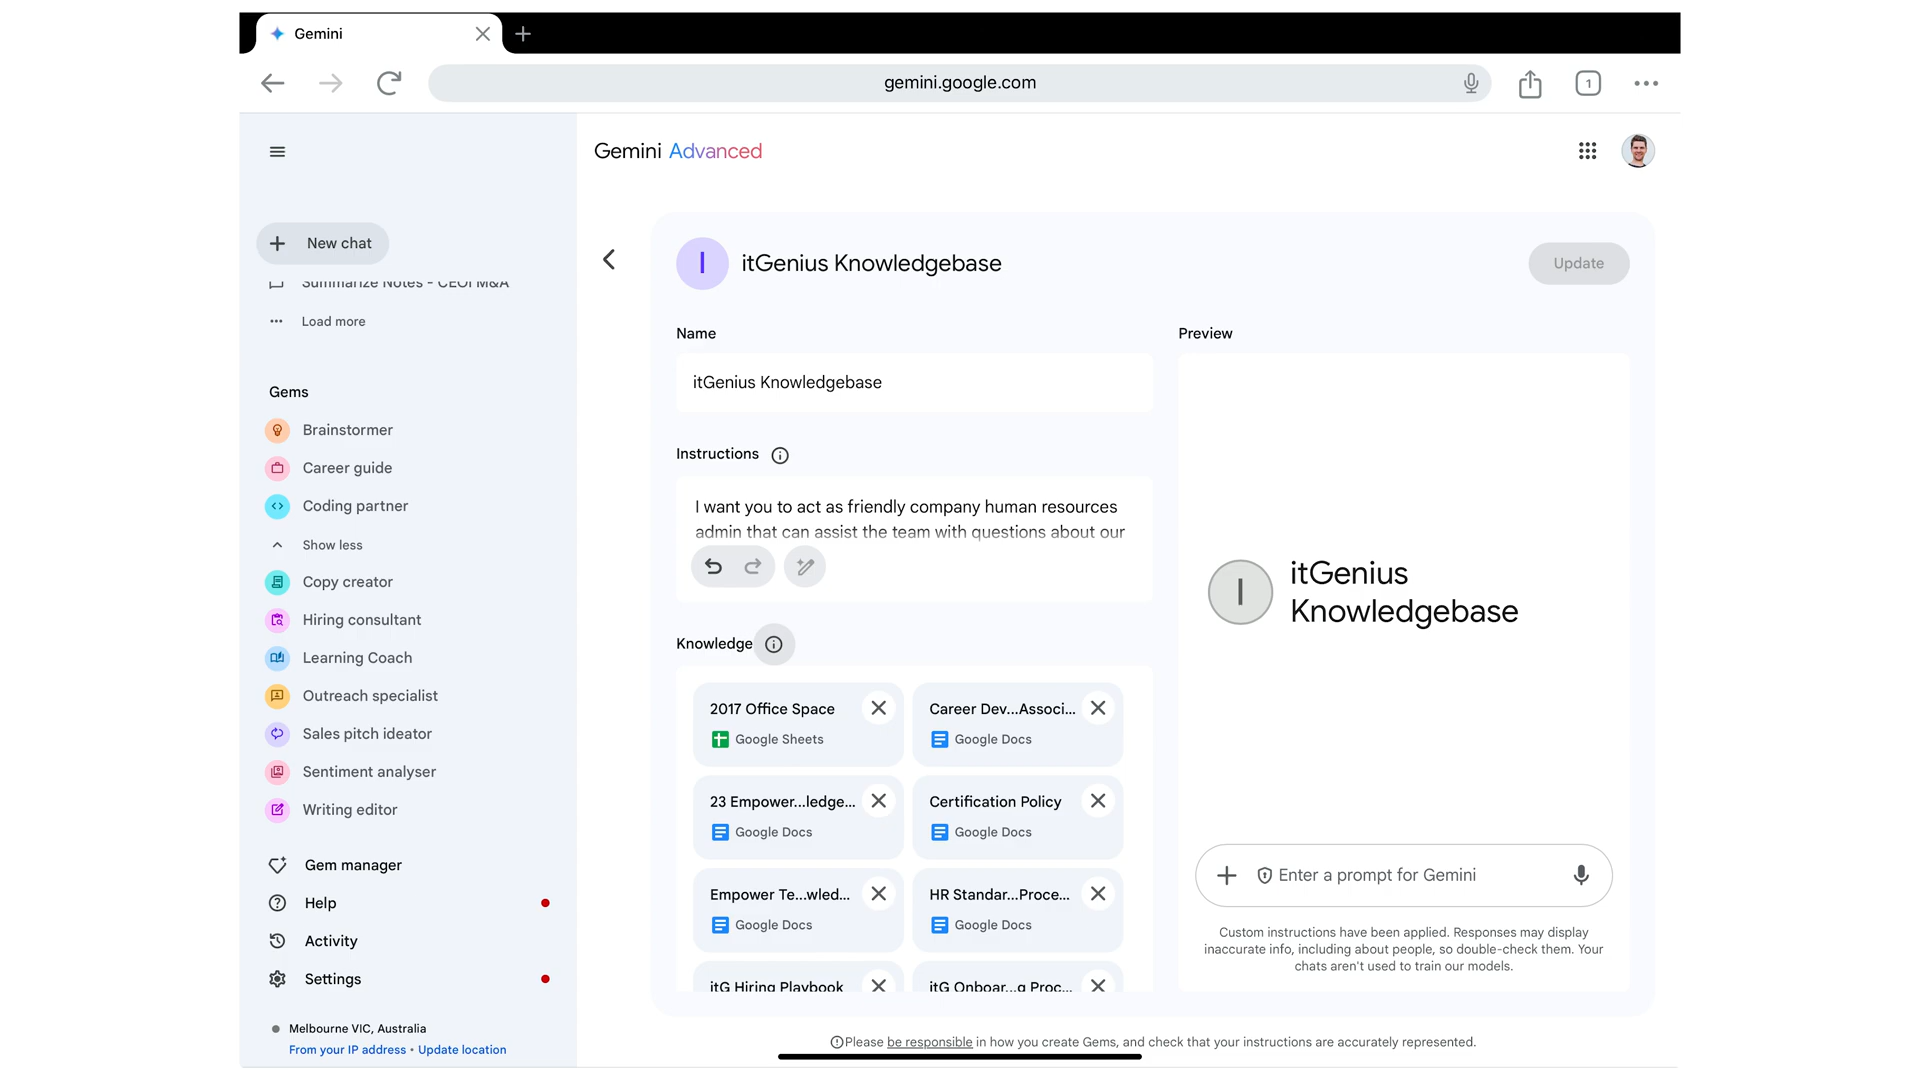 Gemini
gemini.google.com
1
Gemini Advanced
New chat
Summarize Notes - CEO! M&A
Load more
Gems
Brainstormer
Career guide
Coding partner
Show less
Copy creator
Hiring consultant
Learning Coach
Outreach specialist
Sales pitch ideator
Sentiment analyser
Writing editor
Gem manager
Help
Activity
Settings
Melbourne VIC, Australia
From your IP address • Update location
I
itGenius Knowledgebase
Update
Name
itGenius Knowledgebase
Instructions
I want you to act as friendly company human resources
admin that can assist the team with questions about our
Knowledge
2017 Office Space
Google Sheets
Career Dev...Associ...
Google Docs
23 Empower...ledge...
Google Docs
Certification Policy
Google Docs
Empower Te...wled...
Google Docs
HR Standar...Proce...
Google Docs
itG Hiring Playbook
itG Onboar...g Proc...
Preview
I
itGenius
Knowledgebase
Enter a prompt for Gemini
Custom instructions have been applied. Responses may display
inaccurate info, including about people, so double-check them. Your
chats aren't used to train our models.
Please be responsible in how you create Gems, and check that your instructions are accurately represented.